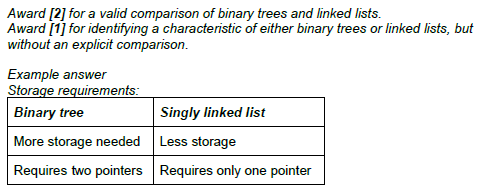 Award [2] for a valid comparison of binary trees and linked lists.
Award [1] for identifying a characteristic of either binary trees or linked lists, but
without an explicit comparison.
Example answer
Storage requirements:
Binary tree Singly linked list
More storage needed Less storage
Requires two pointers Requires only one pointer